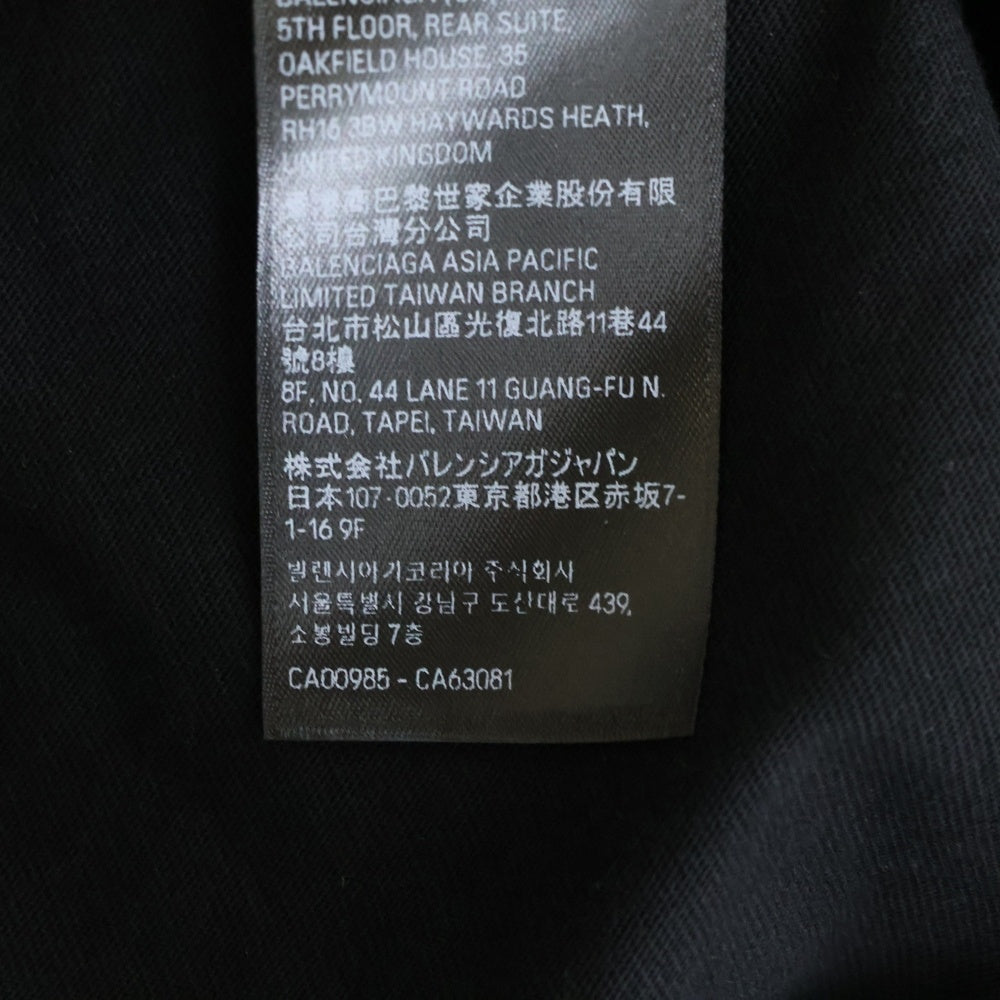 BALENCIAGA
5TH FLOOR, REAR SUITE,
OAKFIELD HOUSE, 35
PERRYMOUNT ROAD
RH16 3BW HAYWARDS HEATH,
UNITED KINGDOM
巴黎世家企業股份有限
公司台灣分公司
BALENCIAGA ASIA PACIFIC
LIMITED TAIWAN BRANCH
台北市松山區光復北路11巷44
號8樓
8F, NO. 44 LANE 11 GUANG-FU N.
ROAD, TAPEI, TAIWAN
株式会社バレンシアガジャパン
日本107-0052東京都港区赤坂7-
1-16 9F
발렌시아가코리아 주식회사
서울특별시 강남구 도산대로 439,
소봉빌딩 7층
CA00985 - CA63081